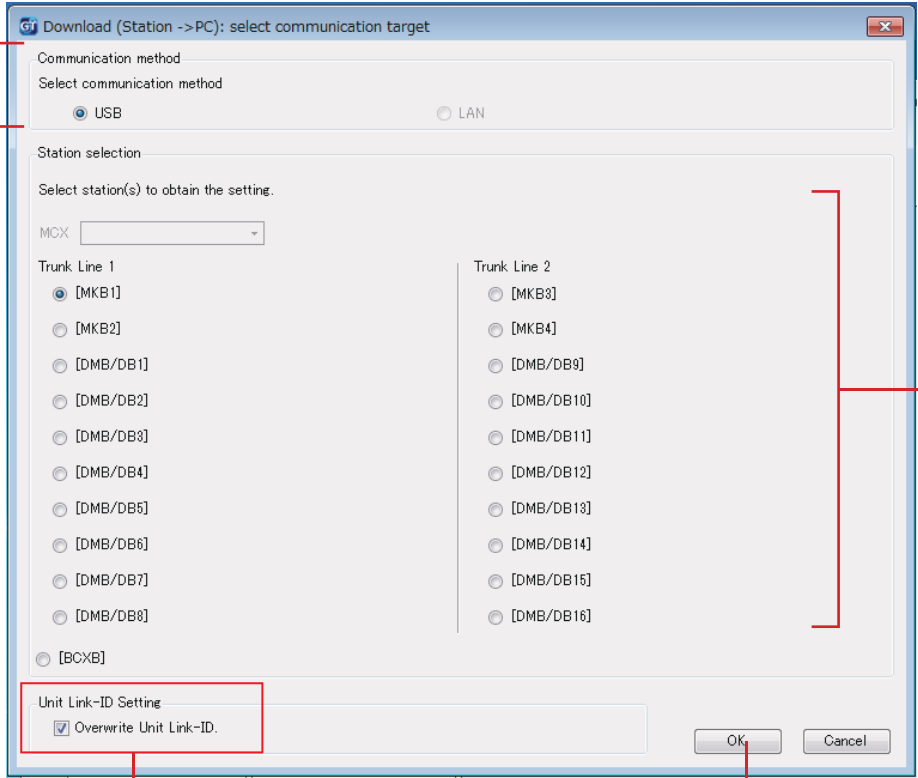 GT Download (Station ->PC): select communication target
Communication method
Select communication method
USB
LAN
Station selection
Select station(s) to obtain the setting.
MCX
Trunk Line 1
[MKB1]
[MKB2]
[DMB/DB1]
[DMB/DB2]
[DMB/DB3]
[DMB/DB4]
[DMB/DB5]
[DMB/DB6]
[DMB/DB7]
[DMB/DB8]
Trunk Line 2
[MKB3]
[MKB4]
[DMB/DB9]
[DMB/DB10]
[DMB/DB11]
[DMB/DB12]
[DMB/DB13]
[DMB/DB14]
[DMB/DB15]
[DMB/DB16]
[BCXB]
Unit Link-ID Setting
Overwrite Unit Link-ID.
OK
Cancel